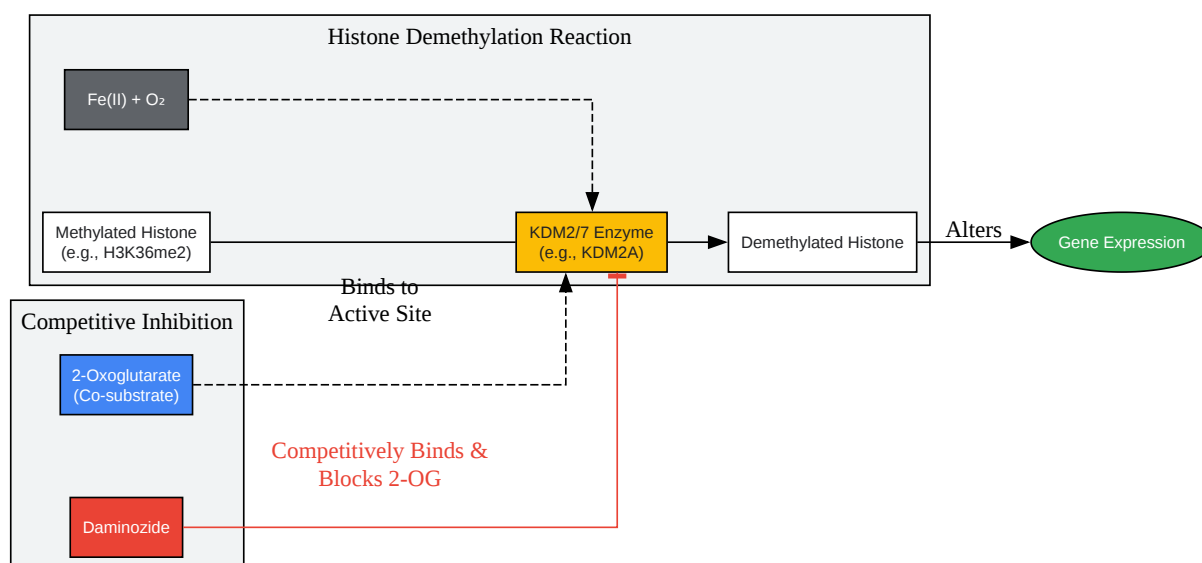 Histone Demethylation Reaction
Fe(II) + O₂
Methylated Histone
(e.g., H3K36me2)
KDM2/7 Enzyme
(e.g., KDM2A)
Demethylated Histone
Alters
Gene Expression
Binds to
Active Site
Competitive Inhibition
2-Oxoglutarate
(Co-substrate)
Competitively Binds &
Blocks 2-OG
Daminozide